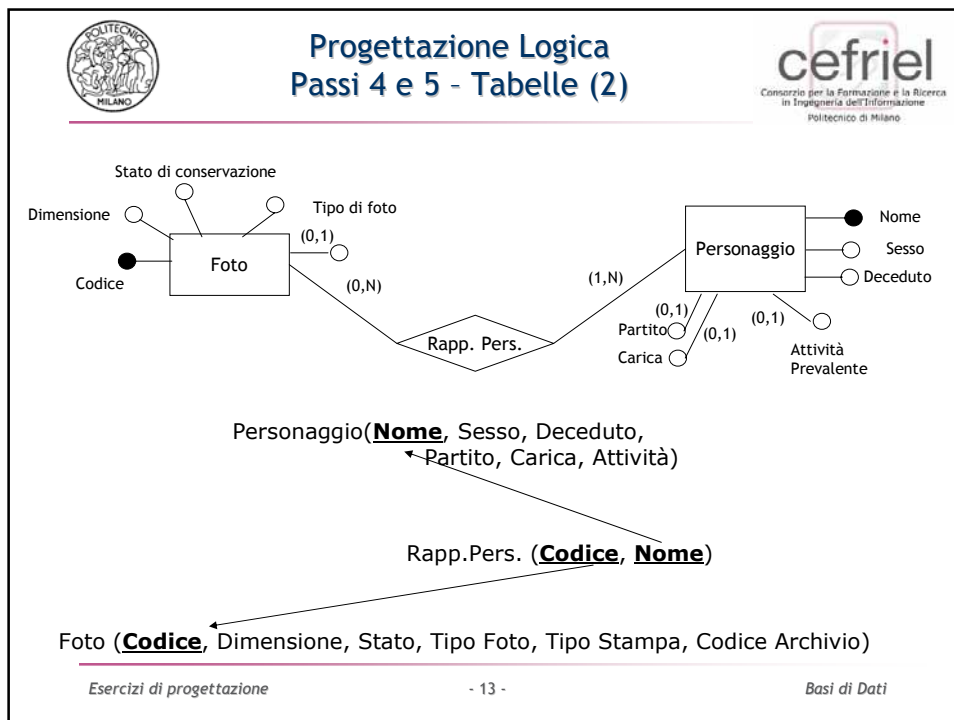 POLITECNICO
MILANO
Progettazione Logica
Passi 4 e 5 – Tabelle (2)
cefriel
Consorzio per la Formazione e la Ricerca
in Ingegneria dell'Informazione
Politecnico di Milano
Stato di conservazione
Dimensione
Tipo di foto
(0,1)
Codice
Foto
(0,N)
Rapp. Pers.
(1,N)
Personaggio
Nome
Sesso
Deceduto
(0,1)
Partito
(0,1)
Carica
(0,1)
Attività
Prevalente
Personaggio(Nome, Sesso, Deceduto,
Partito, Carica, Attività)
Rapp.Pers. (Codice, Nome)
Foto (Codice, Dimensione, Stato, Tipo Foto, Tipo Stampa, Codice Archivio)
Esercizi di progettazione
- 13 -
Basi di Dati